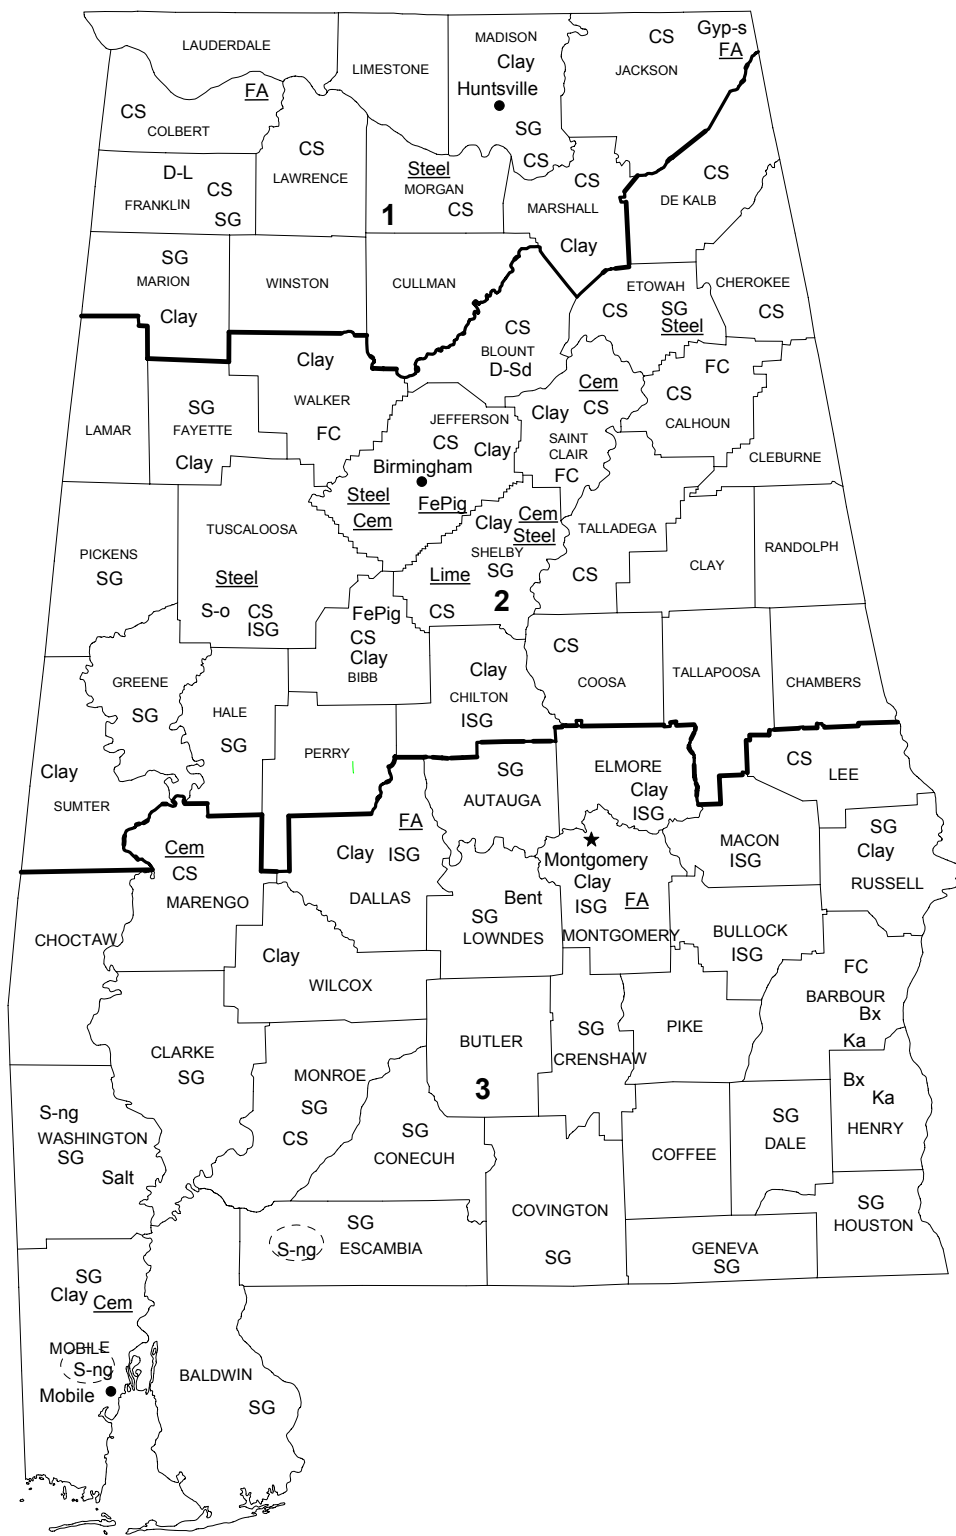 LAUDERDALE
LIMESTONE
MADISON
Clay
Huntsville
SG
CS
CS
Gyp-s
FA
JACKSON
FA
CS
COLBERT
CS
LAWRENCE
Steel
MORGAN
CS
1
CS
MARSHALL
Clay
CS
DE KALB
D-L
CS
FRANKLIN
SG
SG
MARION
Clay
WINSTON
CULLMAN
CS
BLOUNT
D-Sd
ETOWAH
CS
SG
Steel
CHEROKEE
CS
LAMAR
SG
FAYETTE
Clay
Clay
WALKER
FC
JEFFERSON
CS
Clay
Birmingham
Steel
FePig
Cem
Cem
Clay
CS
SAINT
CLAIR
FC
FC
CS
CALHOUN
CLEBURNE
PICKENS
SG
TUSCALOOSA
Steel
S-o
CS
ISG
Clay
Cem
Steel
SHELBY
Lime
SG
CS
2
TALLADEGA
CS
CLAY
RANDOLPH
FePig
CS
Clay
BIBB
Clay
CHILTON
ISG
CS
COOSA
TALLAPOOSA
CHAMBERS
GREENE
SG
HALE
SG
PERRY
Clay
SUMTER
SG
AUTAUGA
ELMORE
Clay
ISG
CS
LEE
Cem
CS
MARENGO
FA
Clay
ISG
DALLAS
Montgomery
Clay
ISG
FA
MONTGOMERY
MACON
ISG
SG
Clay
RUSSELL
CHOCTAW
Bent
SG
LOWNDES
BULLOCK
ISG
Clay
WILCOX
FC
BARBOUR
Bx
Ka
CLARKE
SG
MONROE
SG
CS
BUTLER
3
SG
CRENSHAW
PIKE
Bx
Ka
HENRY
S-ng
WASHINGTON
SG
Salt
SG
CONECUH
COFFEE
SG
DALE
S-ng
SG
ESCAMBIA
COVINGTON
SG
GENEVA
SG
SG
HOUSTON
SG
Clay
Cem
MOBILE
S-ng
Mobile
BALDWIN
SG